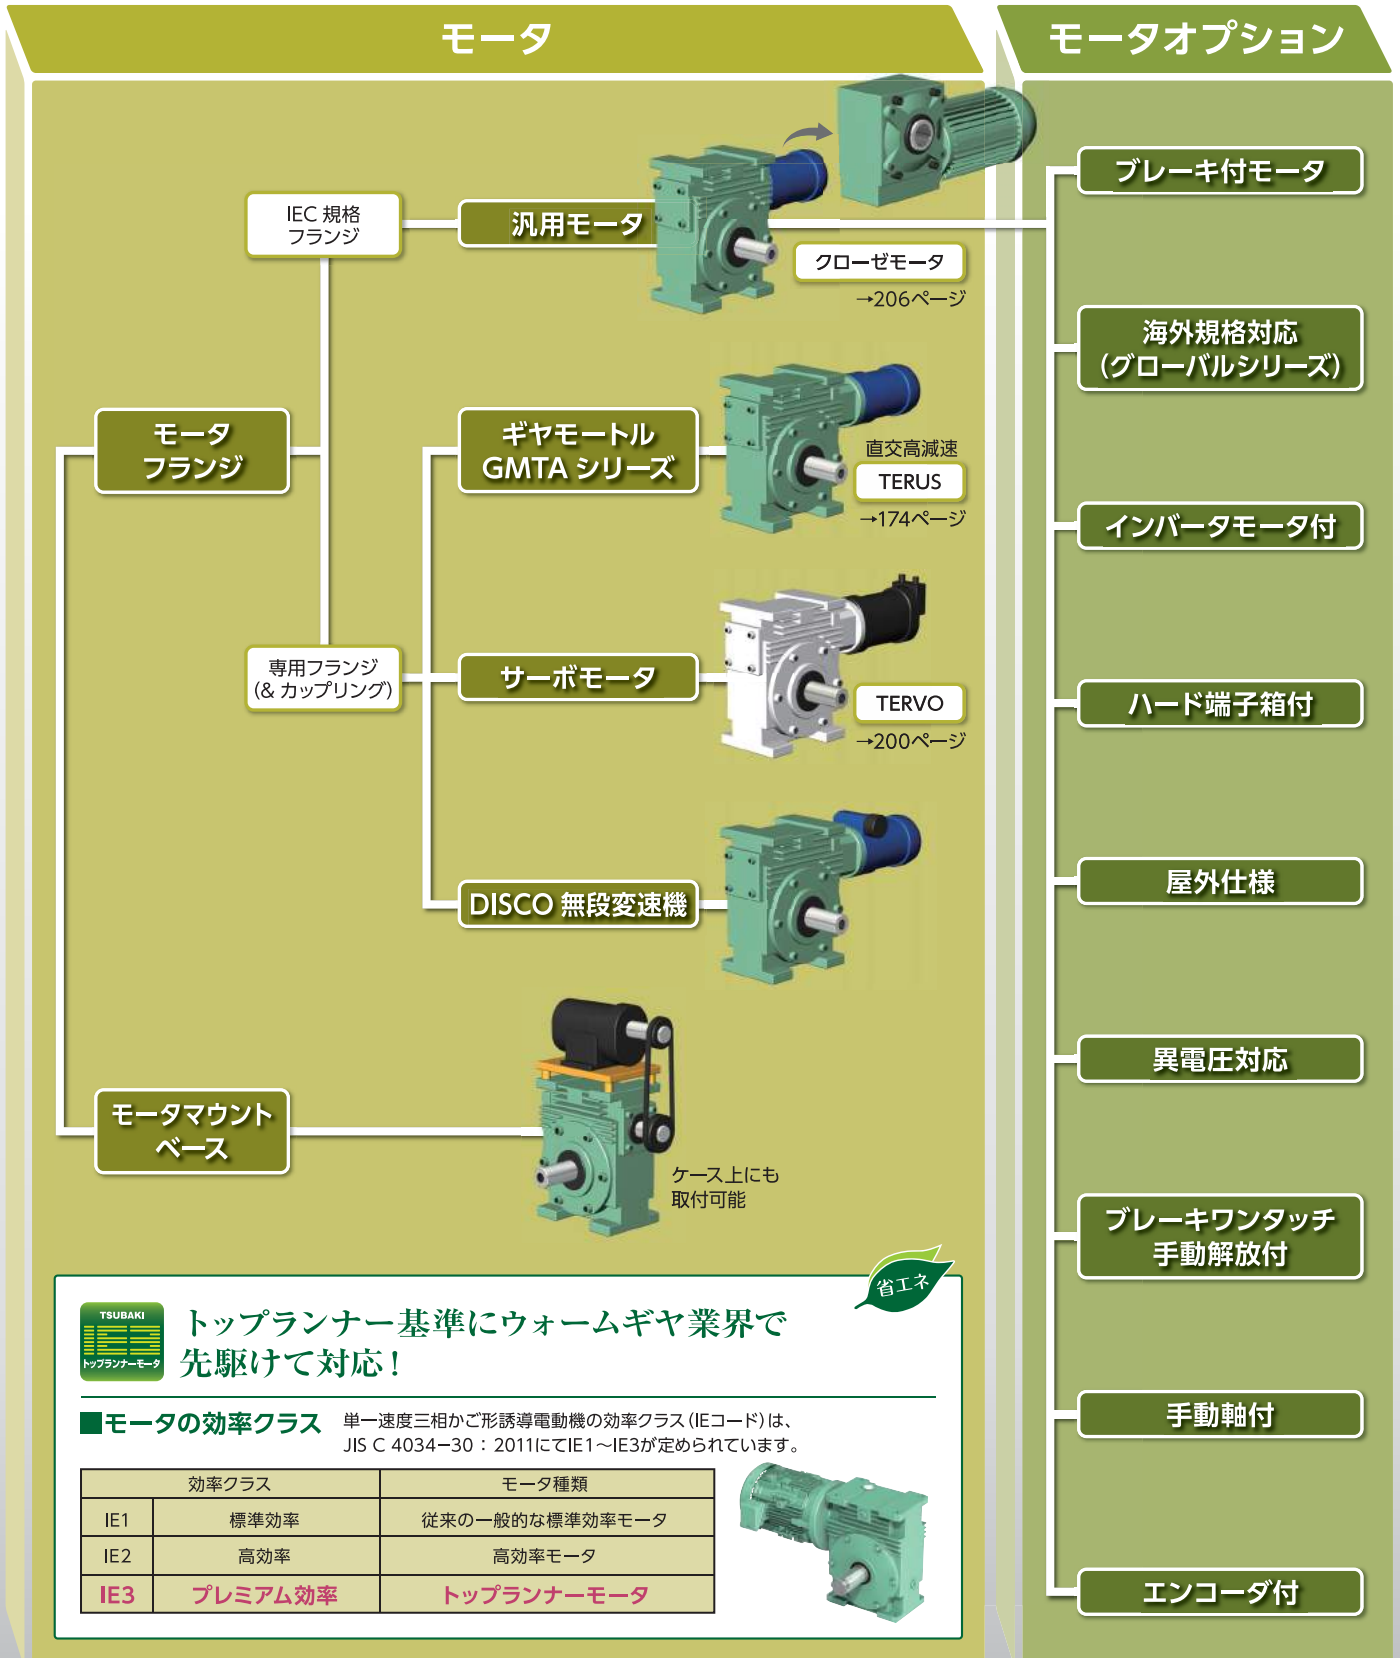 モータ
モータオプション
IEC 規格
フランジ
汎用モータ
クローゼモータ
→206ページ
モータ
フランジ
ギヤモートル
GMTA シリーズ
直交高減速
TERUS
→174ページ
専用フランジ
(& カップリング)
サーボモータ
TERVO
→200ページ
DISCO 無段変速機
モータマウント
ベース
ケース上にも
取付可能
ブレーキ付モータ
海外規格対応
(グローバルシリーズ)
インバータモータ付
ハード端子箱付
屋外仕様
異電圧対応
ブレーキワンタッチ
手動解放付
手動軸付
エンコーダ付
省エネ
TSUBAKI
IE3
トップランナーモータ
トップランナー基準にウォームギヤ業界で
先駆けて対応！
■モータの効率クラス
単一速度三相かご形誘導電動機の効率クラス(IEコード)は、
JIS C 4034−30：2011にてIE1～IE3が定められています。
効率クラス モータ種類
IE1 標準効率 従来の一般的な標準効率モータ
IE2 高効率 高効率モータ
IE3 プレミアム効率 トップランナーモータ